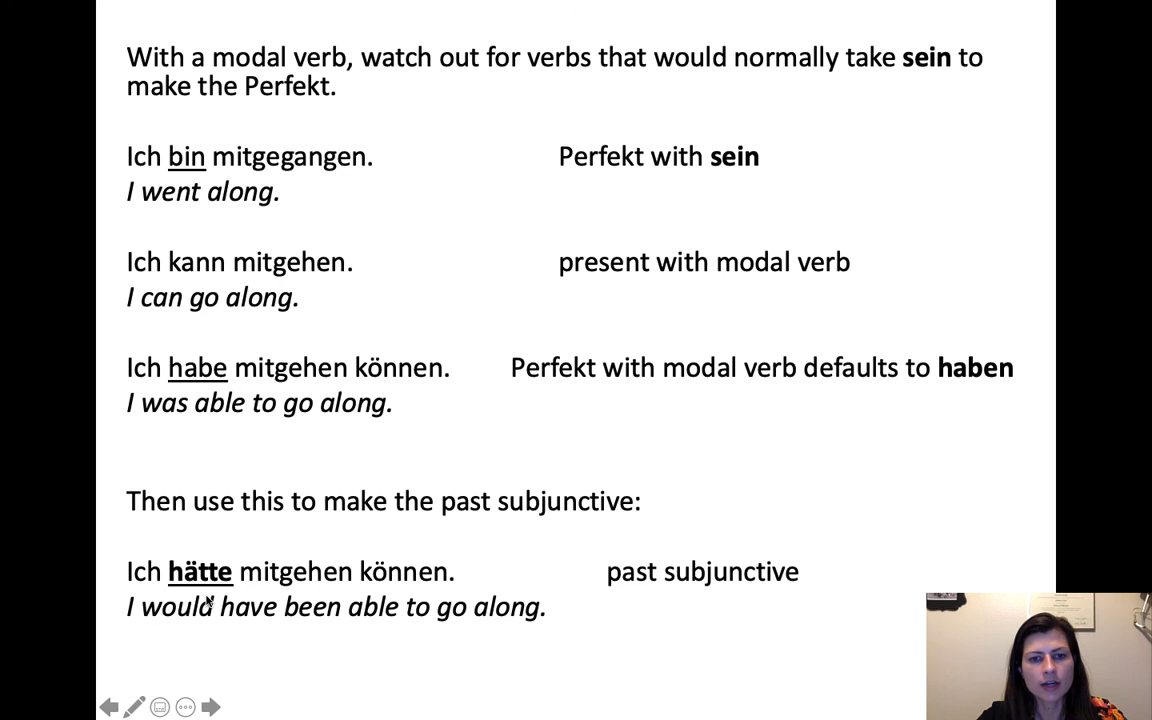 With a modal verb, watch out for verbs that would normally take sein to
make the Perfekt.
Ich bin mitgegangen. Perfekt with sein
I went along.
Ich kann mitgehen. present with modal verb
I can go along.
Ich habe mitgehen können. Perfekt with modal verb defaults to haben
I was able to go along.
Then use this to make the past subjunctive:
Ich hätte mitgehen können. past subjunctive
I would have been able to go along.